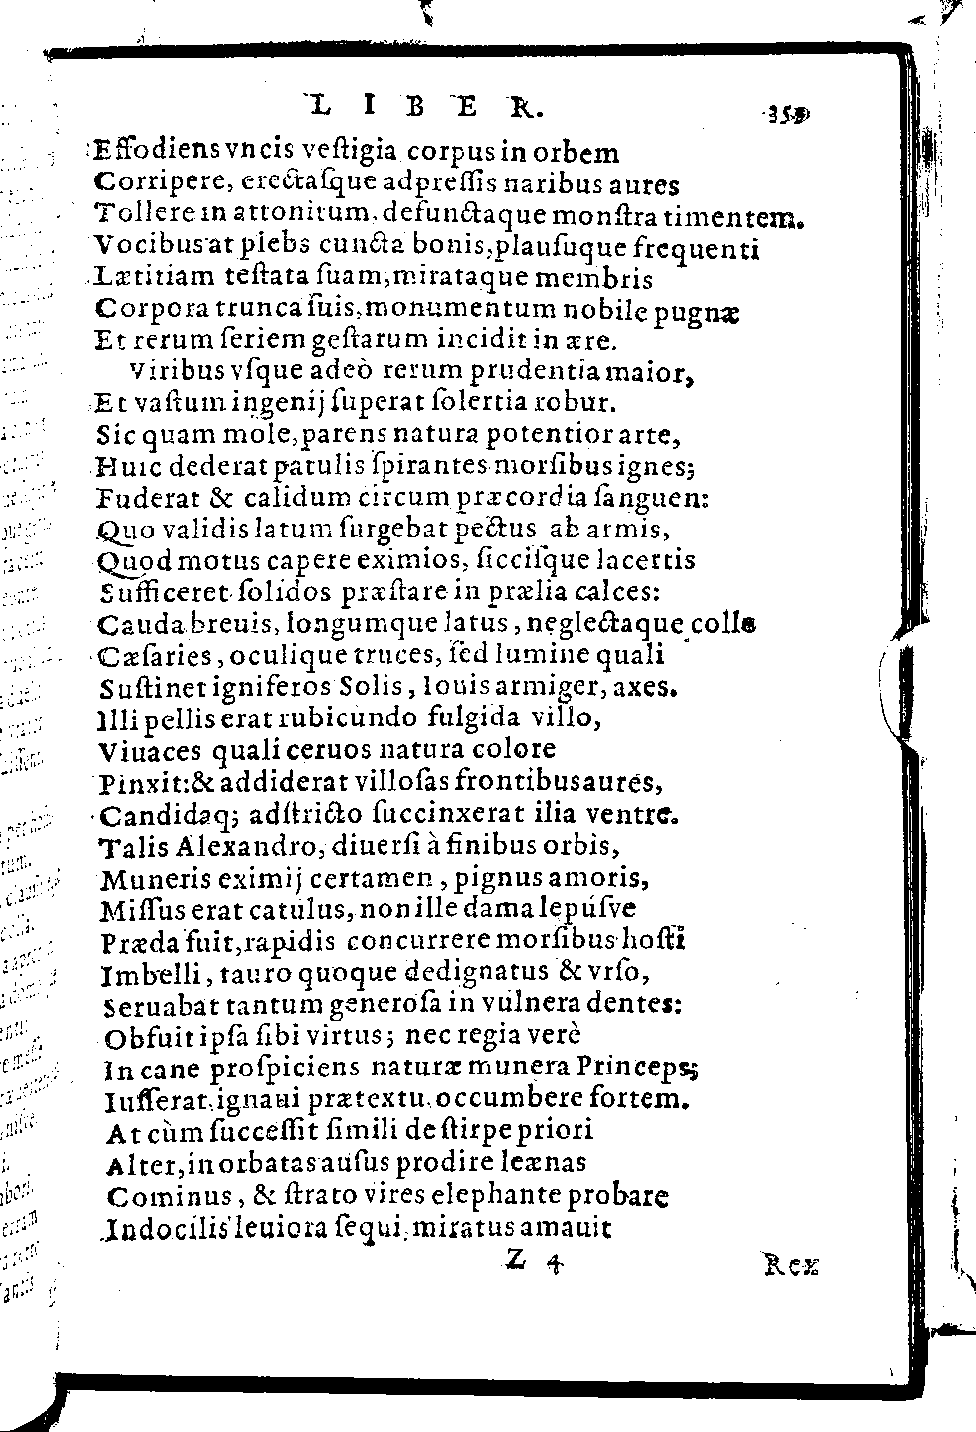 LIBER. 359
Effodiens vncis veſtigia corpus in orbem
Corripere, erectaſque adpreſſis naribus aures
Tollere in attonitum, defunctaque monſtra timentem.
Vocibus at plebs cuncta bonis, plauſuque frequenti
Lætitiam teſtata ſuam, mirataque membris
Corpora trunca ſuis, monumentum nobile pugnæ
Et rerum ſeriem geſtarum incidit in ære.
Viribus vſque adeò rerum prudentia maior,
Et vaſtum ingenij ſuperat ſolertia robur.
Sic quam mole, parens natura potentior arte,
Huic dederat patulis ſpirantes morſibus ignes;
Fuderat & calidum circum præcordia ſanguen:
Quo validis latum ſurgebat pectus ab armis,
Quod motus capere eximios, ſicciſque lacertis
Sufficeret ſolidos præſtare in prælia calces:
Cauda breuis, longumque latus, neglectaque collo
Cæſaries, oculique truces, ſed lumine quali
Suſtinet igniferos Solis, Iouis armiger, axes.
Illi pellis erat rubicundo fulgida villo,
Viuaces quali ceruos natura colore
Pinxit: & addiderat villoſas frontibus aures,
Candidaq; adſtricto ſuccinxerat ilia ventre.
Talis Alexandro, diuerſi à finibus orbis,
Muneris eximij certamen, pignus amoris,
Miſſus erat catulus, non ille dama lepúſve
Præda fuit, rapidis concurrere morſibus hoſti
Imbelli, tauro quoque dedignatus & vrſo,
Seruabat tantum generoſa in vulnera dentes:
Obfuit ipſa ſibi virtus; nec regia verè
In cane proſpiciens naturæ munera Princeps;
Iuſſerat, ignaui prætextu, occumbere fortem.
At cùm ſucceſſit ſimili de ſtirpe priori
Alter, in orbatas auſus prodire leænas
Cominus, & ſtrato vires elephante probare
Indocilis leuiora ſequi, miratus amauit
Z 4 Rex